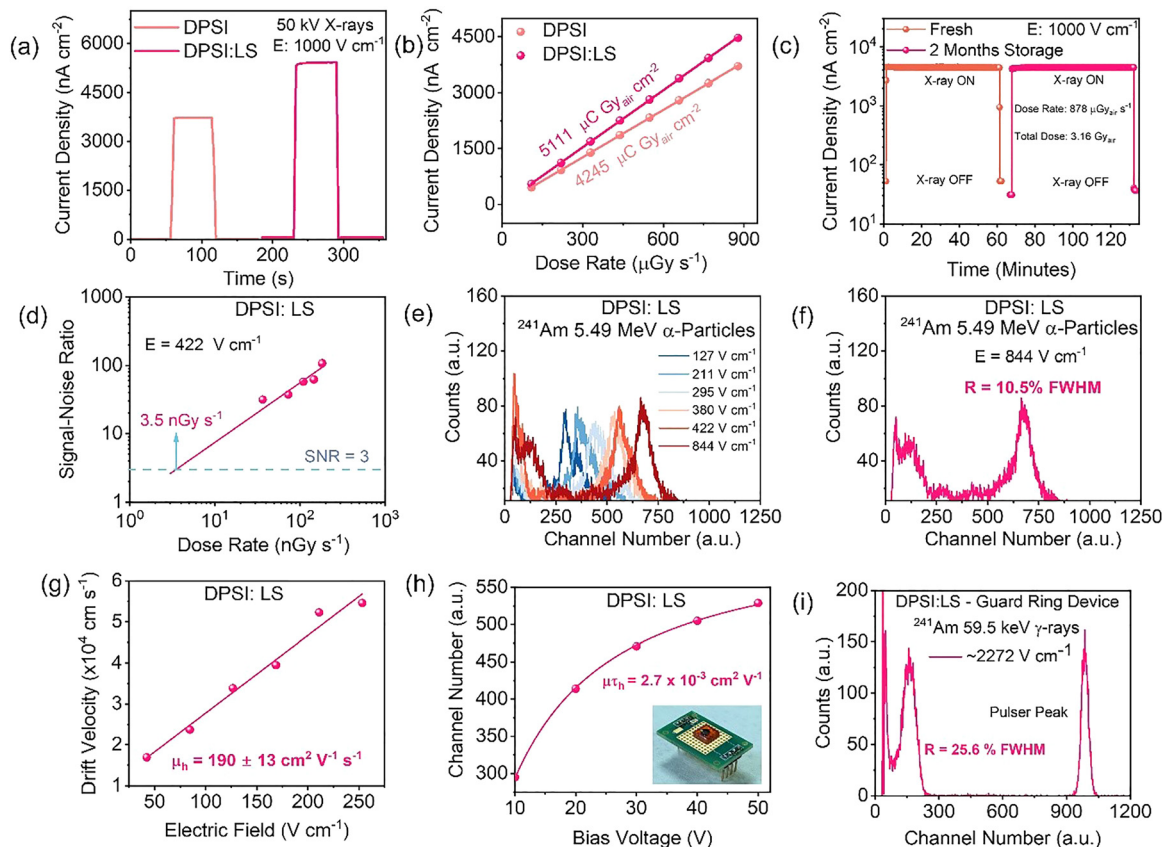 (a)
DPSI
DPSI:LS
50 kV X-rays
E: 1000 V cm⁻¹
Current Density (nA cm⁻²)
6000
4500
3000
1500
0
0 100 200 300
Time (s)
(b)
DPSI
DPSI:LS
5111 μC Gyair cm⁻²
4245 μC Gyair cm⁻²
Current Density (nA cm⁻²)
4500
3000
1500
0
0 300 600 900
Dose Rate (μGy s⁻¹)
(c)
Fresh
2 Months Storage
E: 1000 V cm⁻¹
X-ray ON
X-ray ON
Dose Rate: 878 μGyair s⁻¹
Total Dose: 3.16 Gyair
X-ray OFF
X-ray OFF
Current Density (nA cm⁻²)
10⁴
10³
10²
10¹
0 20 40 60 80 100 120
Time (Minutes)
(d)
DPSI: LS
E = 422 V cm⁻¹
3.5 nGy s⁻¹
SNR = 3
Signal-Noise Ratio
1000
100
10
1
10⁰ 10¹ 10² 10³
Dose Rate (nGy s⁻¹)
(e)
DPSI: LS
²⁴¹Am 5.49 MeV α-Particles
127 V cm⁻¹
211 V cm⁻¹
295 V cm⁻¹
380 V cm⁻¹
422 V cm⁻¹
844 V cm⁻¹
Counts (a.u.)
160
120
80
40
0 250 500 750 1000 1250
Channel Number (a.u.)
(f)
DPSI: LS
²⁴¹Am 5.49 MeV α-Particles
E = 844 V cm⁻¹
R = 10.5% FWHM
Counts (a.u.)
160
120
80
40
0 250 500 750 1000 1250
Channel Number (a.u.)
(g)
DPSI: LS
μh = 190 ± 13 cm² V⁻¹ s⁻¹
Drift Velocity (x10⁴ cm s⁻¹)
6
5
4
3
2
1
50 100 150 200 250
Electric Field (V cm⁻¹)
(h)
DPSI: LS
μτh = 2.7 x 10⁻³ cm² V⁻¹
Channel Number (a.u.)
550
500
450
400
350
300
10 20 30 40 50
Bias Voltage (V)
(i)
DPSI:LS - Guard Ring Device
²⁴¹Am 59.5 keV γ-rays
~2272 V cm⁻¹
Pulser Peak
R = 25.6 % FWHM
Counts (a.u.)
200
150
100
50
0
0 300 600 900 1200
Channel Number (a.u.)